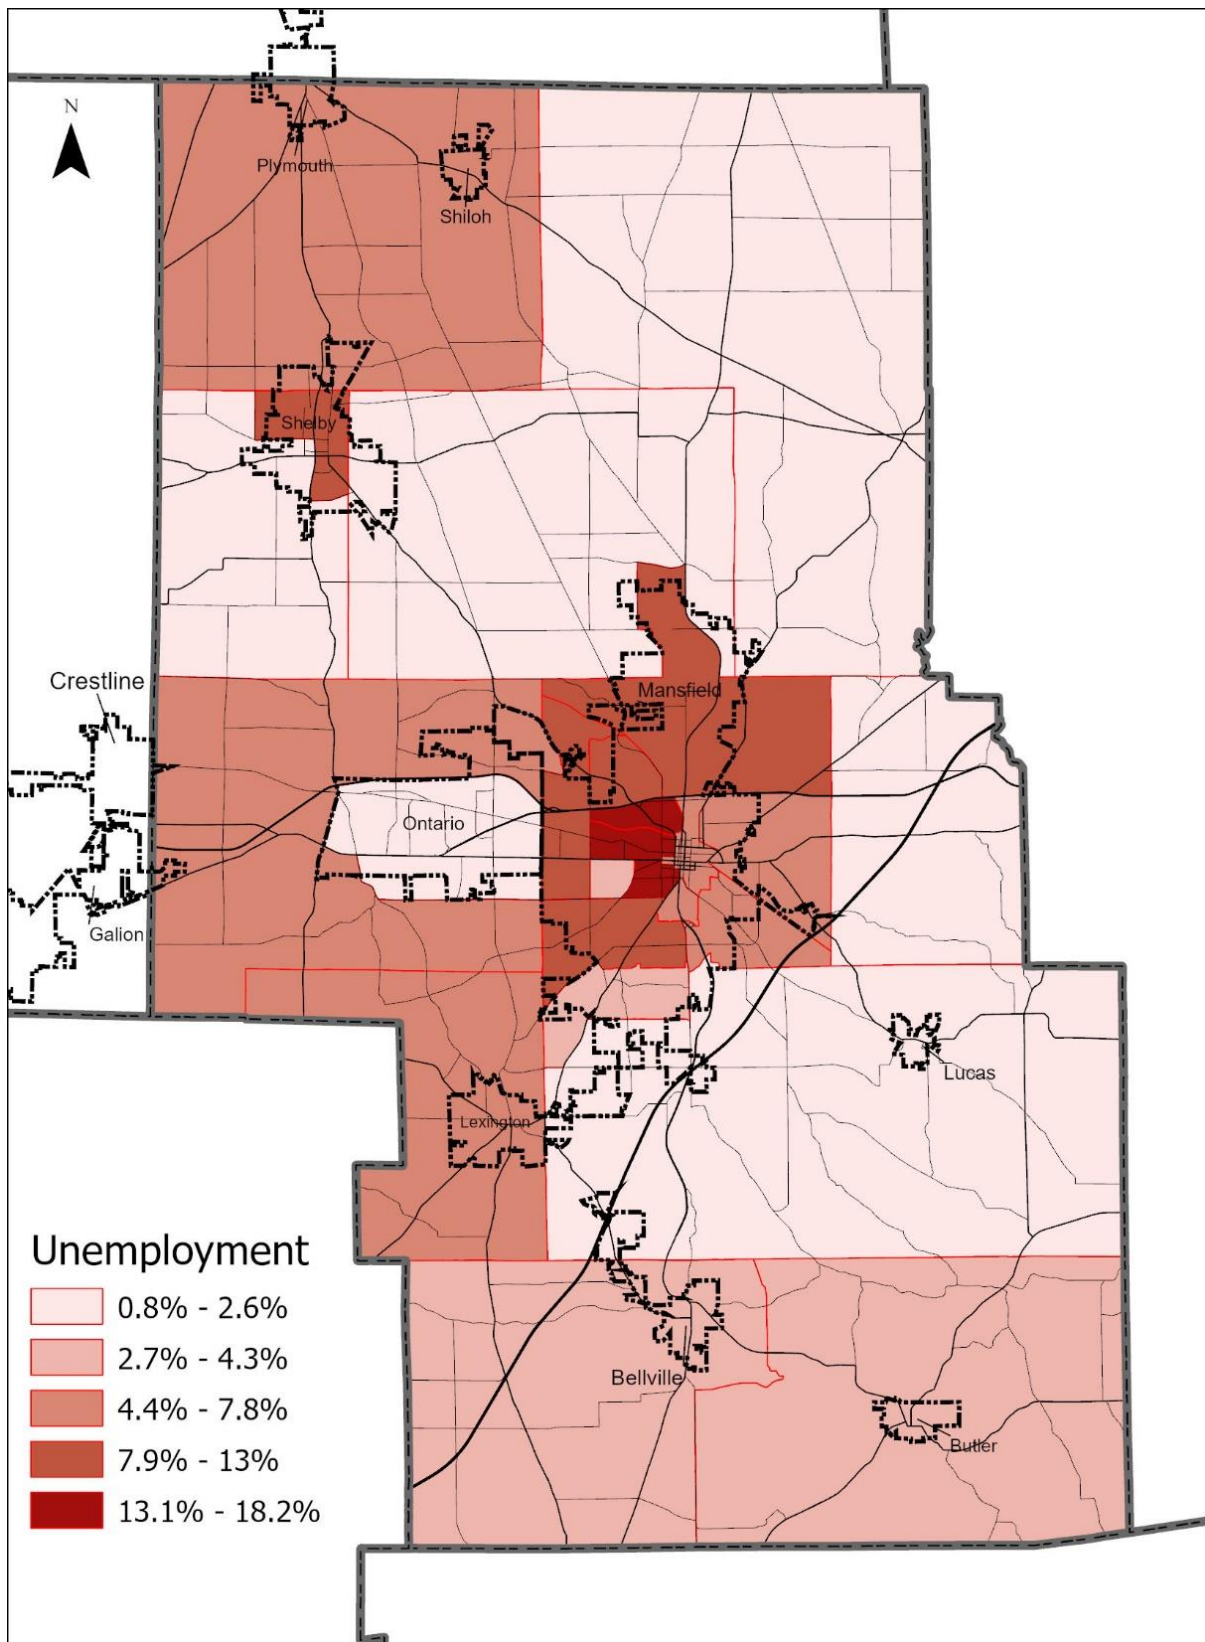 N
Plymouth
Shiloh
Shelby
Crestline
Mansfield
Ontario
Galion
Lucas
Lexington
Bellville
Butler
Unemployment
0.8% - 2.6%
2.7% - 4.3%
4.4% - 7.8%
7.9% - 13%
13.1% - 18.2%